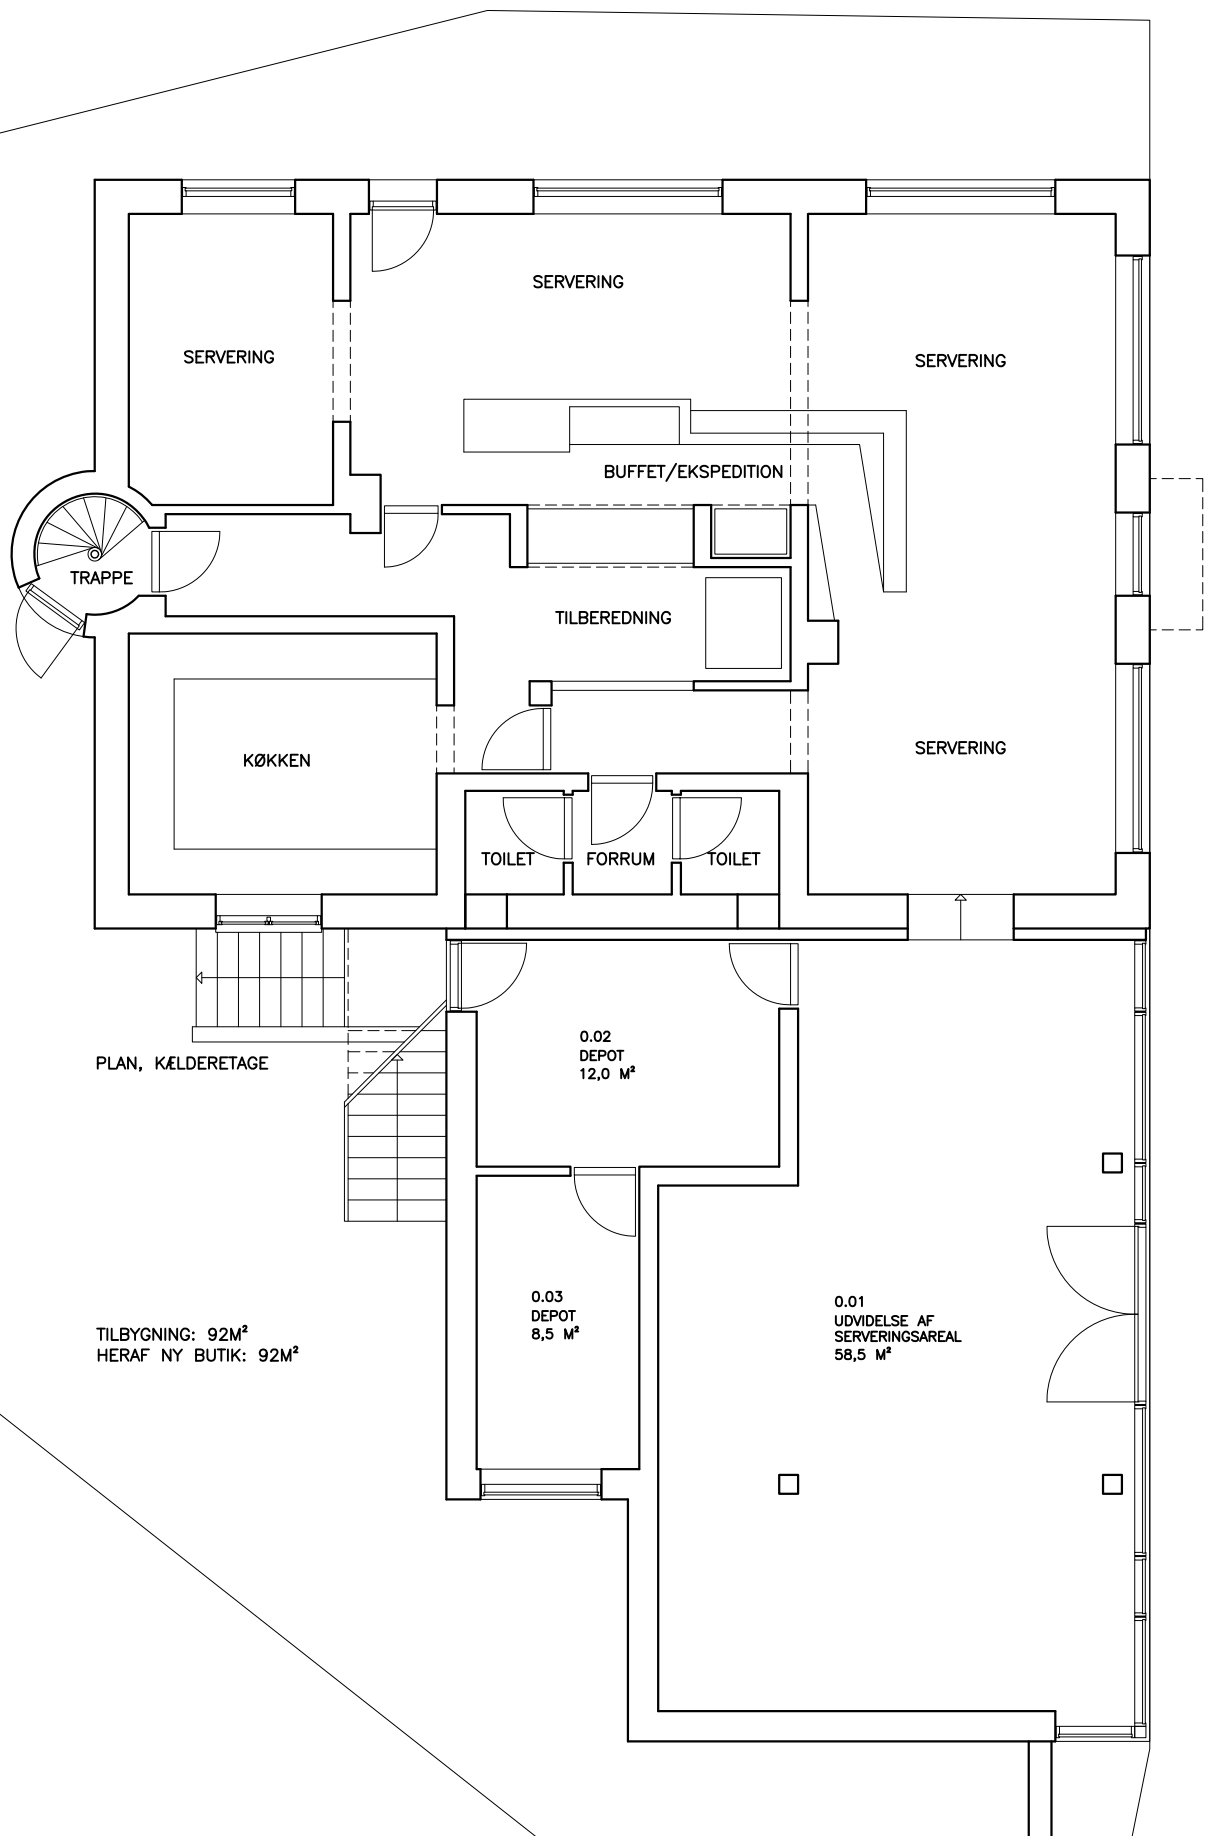 SERVERING
SERVERING
SERVERING
BUFFET/EKSPEDITION
TRAPPE
TILBEREDNING
KØKKEN
SERVERING
TOILET
FORRUM
TOILET
0.02
DEPOT
12,0 M²
PLAN, KÆLDERETAGE
0.03
DEPOT
8,5 M²
0.01
UDVIDELSE AF
SERVERINGSAREAL
58,5 M²
TILBYGNING: 92M²
HERAF NY BUTIK: 92M²